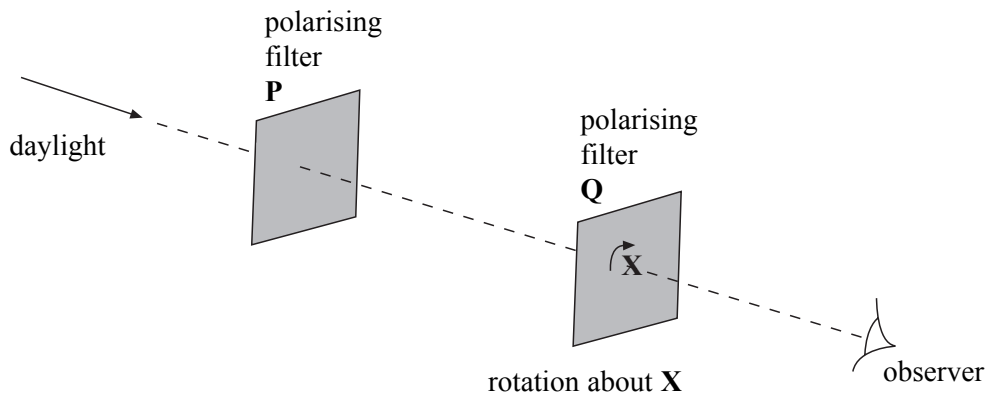 polarising
filter
P
daylight
polarising
filter
Q
X
observer
rotation about X